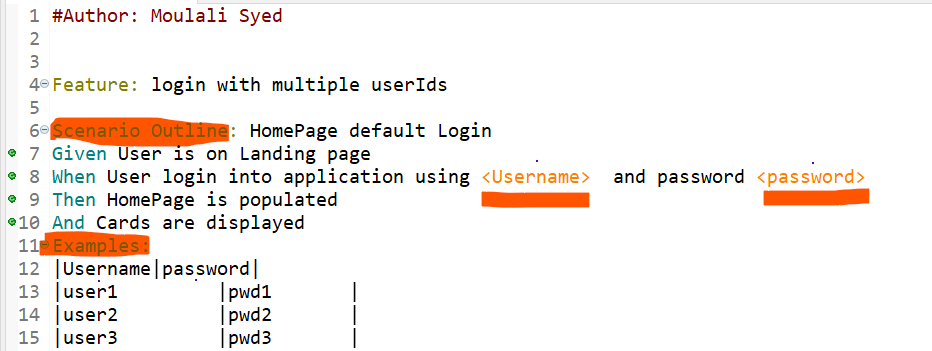 1 #Author: Moulali Syed
2
3
4 Feature: login with multiple userIds
5
6 Scenario Outline: HomePage default Login
7 Given User is on Landing page
8 When User login into application using <Username>  and password <password>
9 Then HomePage is populated
10 And Cards are displayed
11 Examples:
12 |Username|password|
13 |user1         |pwd1       |
14 |user2         |pwd2       |
15 |user3         |pwd3       |